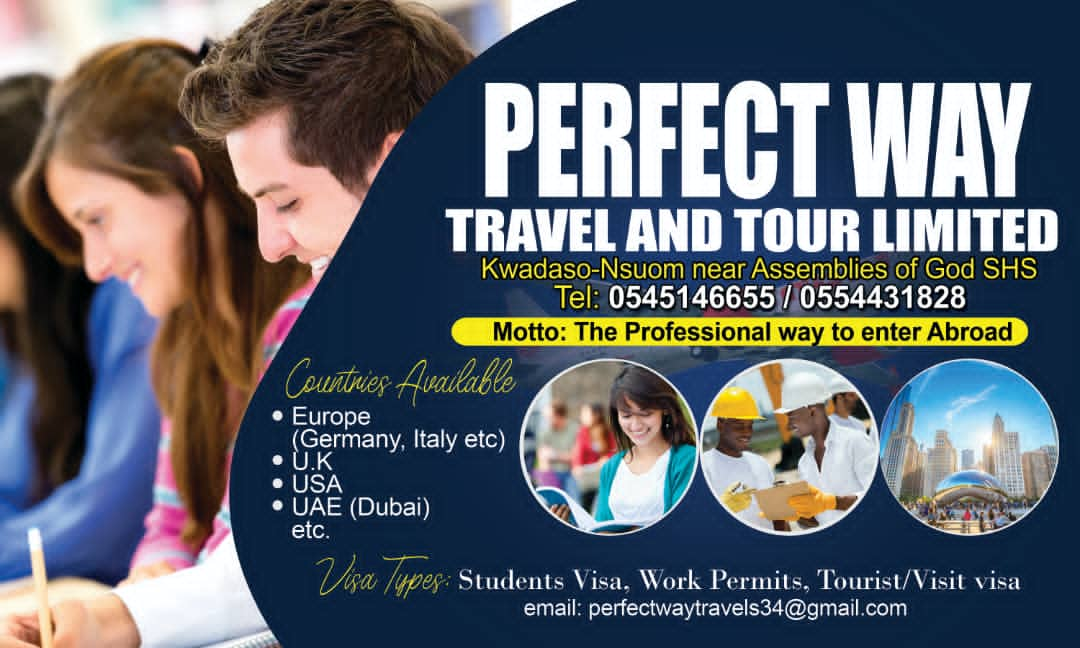 PERFECT WAY
TRAVEL AND TOUR LIMITED
Kwadaso-Nsuom near Assemblies of God SHS
Tel: 0545146655 / 0554431828
Motto: The Professional way to enter Abroad
Countries Available
• Europe
(Germany, Italy etc)
• U.K
• USA
• UAE (Dubai)
etc.
Visa Types: Students Visa, Work Permits, Tourist/Visit visa
email: perfectwaytravels34@gmail.com